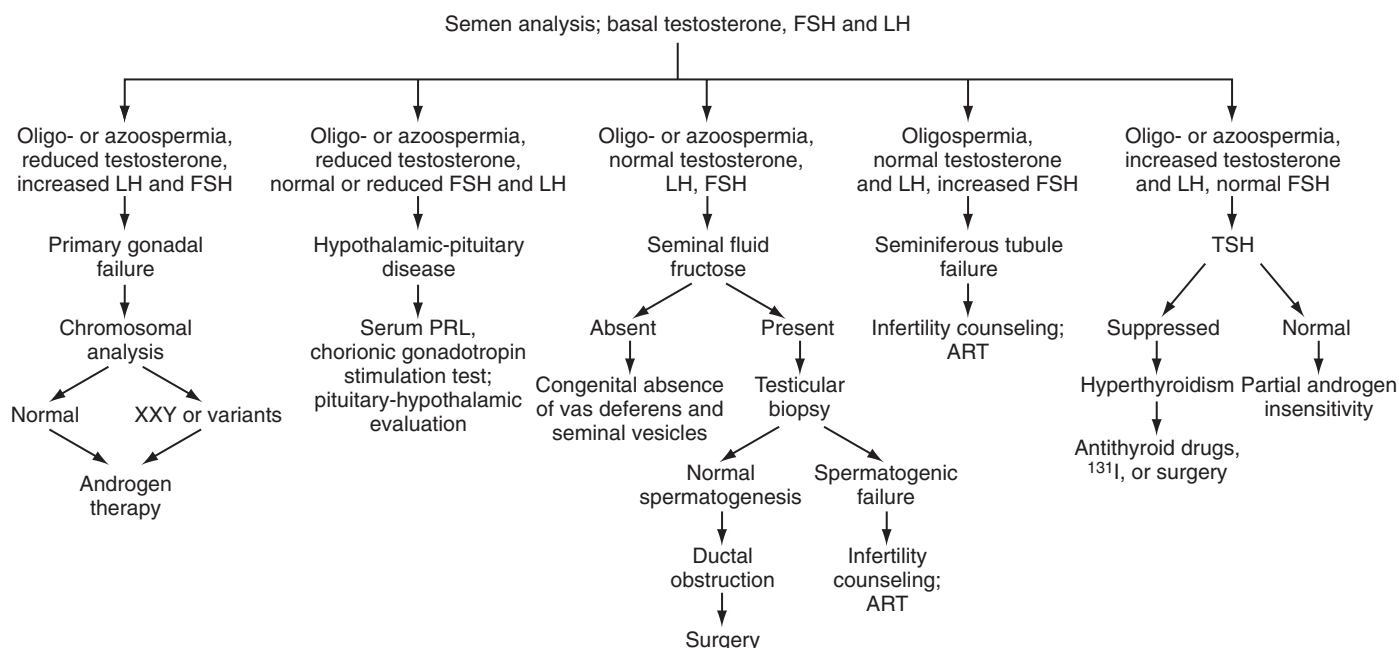 Semen analysis; basal testosterone, FSH and LH
Oligo- or azoospermia,
reduced testosterone,
increased LH and FSH
Primary gonadal
failure
Chromosomal
analysis
Normal
XXY or variants
Androgen
therapy
Oligo- or azoospermia,
reduced testosterone,
normal or reduced FSH and LH
Hypothalamic-pituitary
disease
Serum PRL,
chorionic gonadotropin
stimulation test;
pituitary-hypothalamic
evaluation
Oligo- or azoospermia,
normal testosterone,
LH, FSH
Seminal fluid
fructose
Absent
Congenital absence
of vas deferens and
seminal vesicles
Present
Testicular
biopsy
Normal
spermatogenesis
Ductal
obstruction
Surgery
Spermatogenic
failure
Infertility
counseling;
ART
Oligospermia,
normal testosterone
and LH, increased FSH
Seminiferous tubule
failure
Infertility counseling;
ART
Oligo- or azoospermia,
increased testosterone
and LH, normal FSH
TSH
Suppressed
Hyperthyroidism
Antithyroid drugs,
¹³¹I, or surgery
Normal
Partial androgen
insensitivity